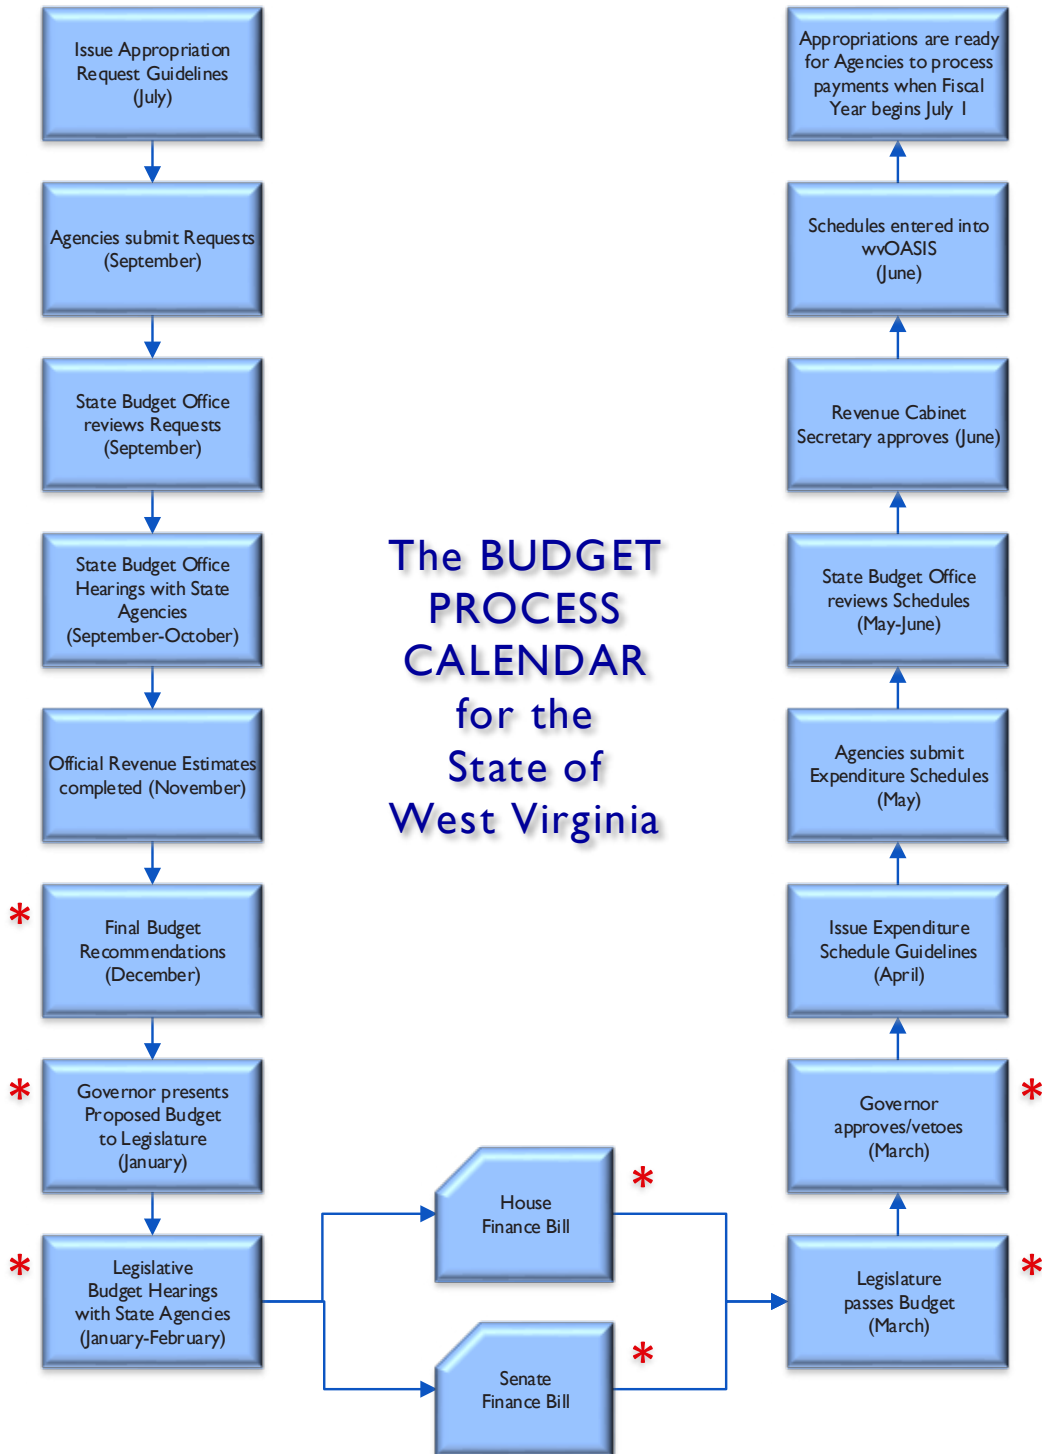 Issue Appropriation
Request Guidelines
(July)
Agencies submit Requests
(September)
State Budget Office
reviews Requests
(September)
State Budget Office
Hearings with State
Agencies
(September-October)
Official Revenue Estimates
completed (November)
*
Final Budget
Recommendations
(December)
*
Governor presents
Proposed Budget
to Legislature
(January)
*
Legislative
Budget Hearings
with State Agencies
(January-February)
The BUDGET
PROCESS
CALENDAR
for the
State of
West Virginia
House
Finance Bill
*
Senate
Finance Bill
*
Appropriations are ready
for Agencies to process
payments when Fiscal
Year begins July 1
Schedules entered into
wvOASIS
(June)
Revenue Cabinet
Secretary approves (June)
State Budget Office
reviews Schedules
(May-June)
Agencies submit
Expenditure Schedules
(May)
Issue Expenditure
Schedule Guidelines
(April)
Governor
approves/vetoes
(March)
*
Legislature
passes Budget
(March)
*